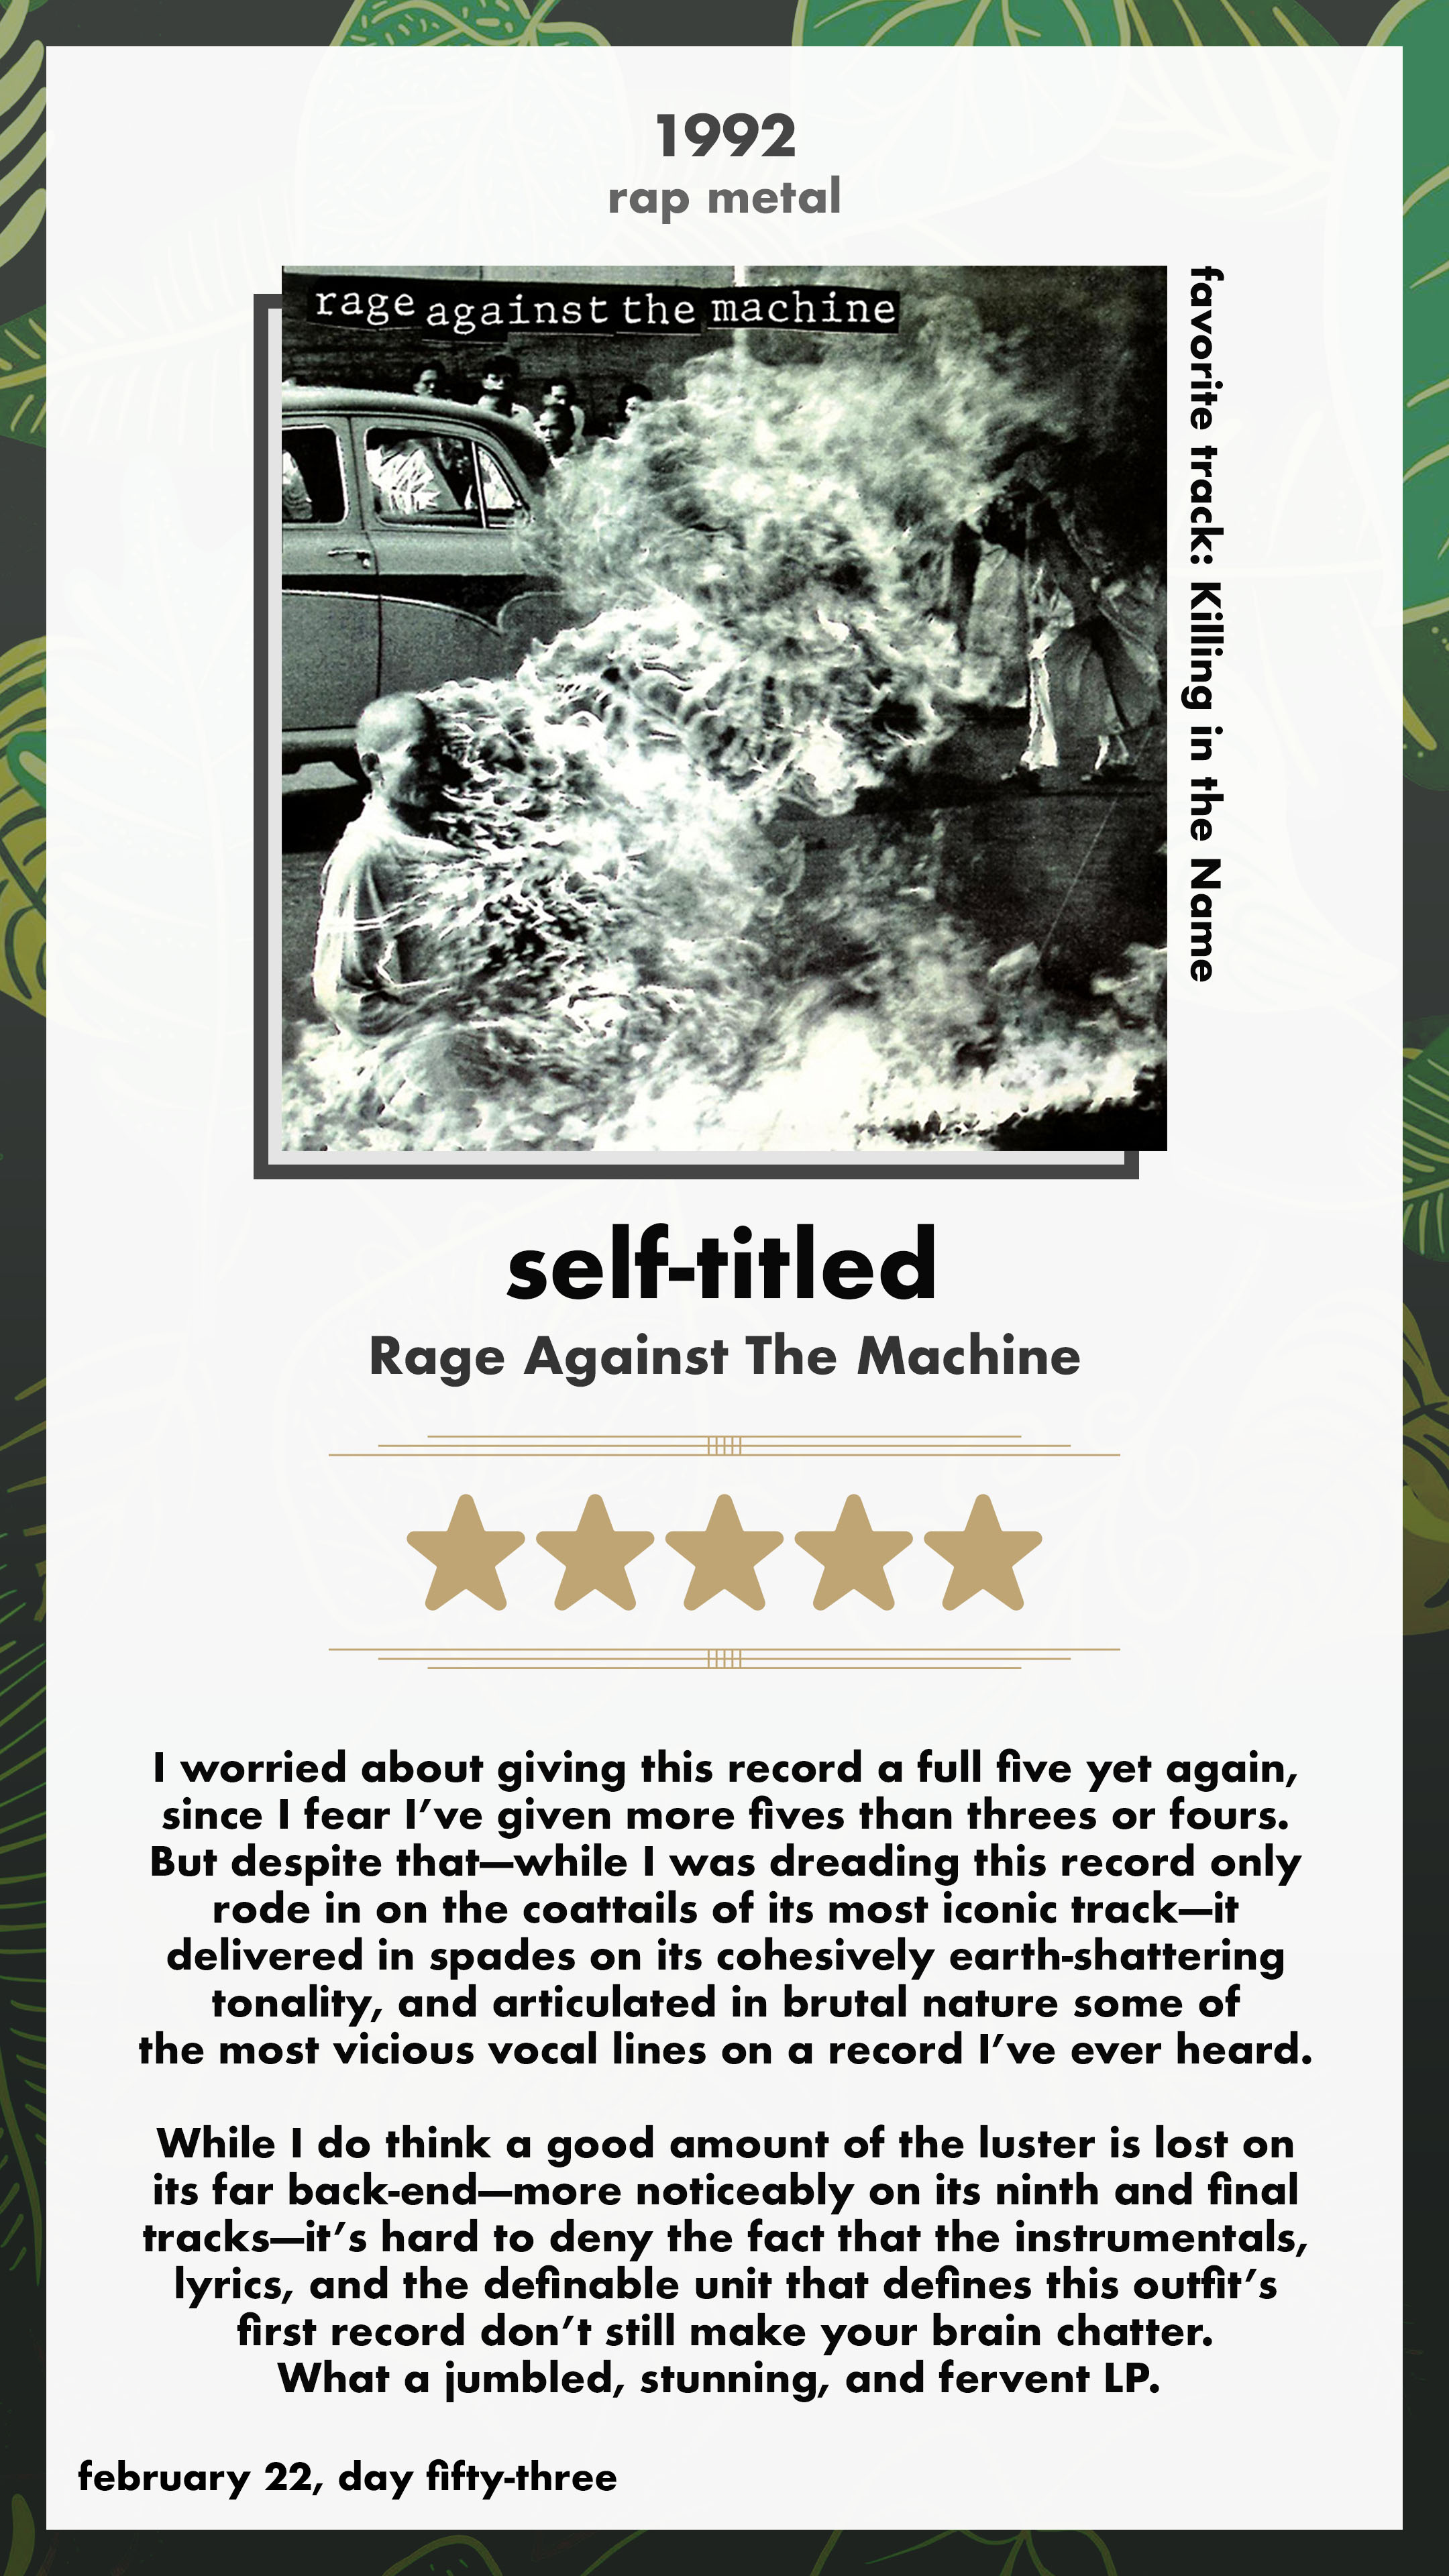 1992
rap metal
rage against the machine
favorite track: Killing in the Name
self-titled
Rage Against The Machine
I worried about giving this record a full five yet again,
since I fear I’ve given more fives than threes or fours.
But despite that—while I was dreading this record only
rode in on the coattails of its most iconic track—it
delivered in spades on its cohesively earth-shattering
tonality, and articulated in brutal nature some of
the most vicious vocal lines on a record I’ve ever heard.
While I do think a good amount of the luster is lost on
its far back-end—more noticeably on its ninth and final
tracks—it’s hard to deny the fact that the instrumentals,
lyrics, and the definable unit that defines this outfit’s
first record don’t still make your brain chatter.
What a jumbled, stunning, and fervent LP.
february 22, day fifty-three